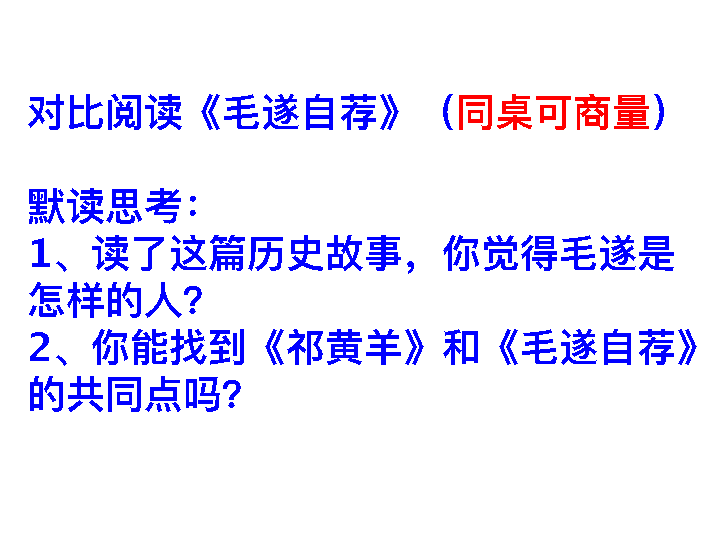 对比阅读《毛遂自荐》（同桌可商量）
默读思考：
1、读了这篇历史故事，你觉得毛遂是
怎样的人？
2、你能找到《祁黄羊》和《毛遂自荐》
的共同点吗？